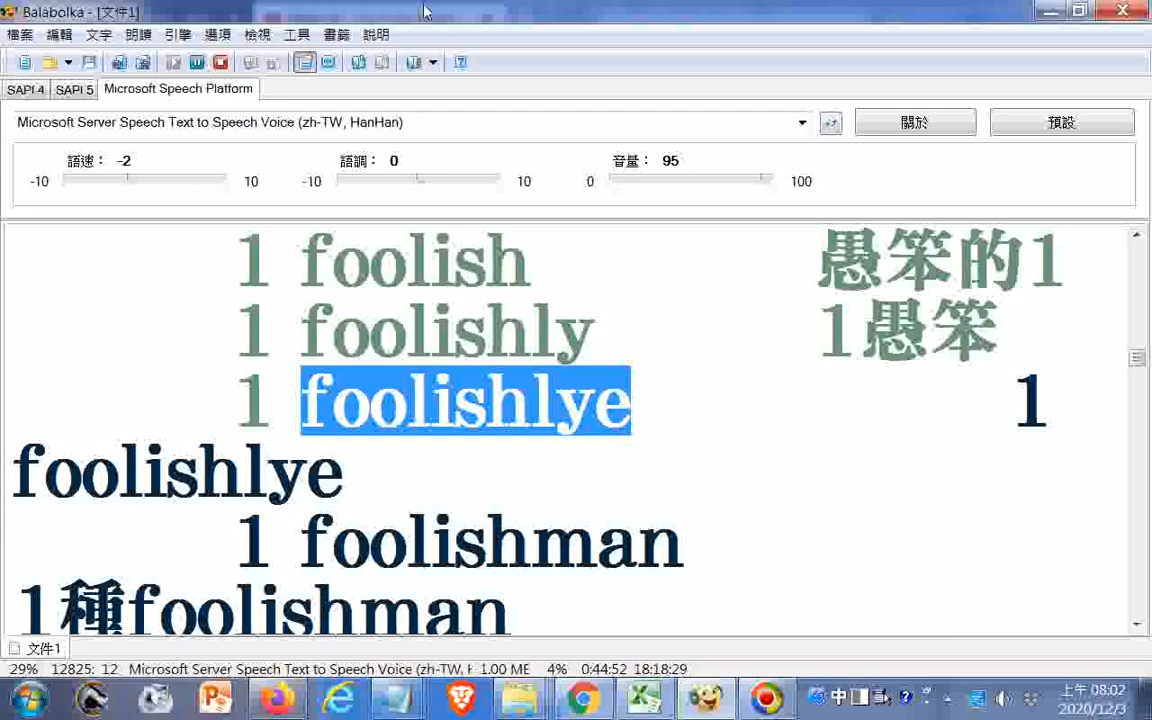 Balabolka - [文件1]
檔案 編輯 文字 朗讀 引擎 選項 檢視 工具 書籤 說明
SAPI 4 SAPI 5 Microsoft Speech Platform
Microsoft Server Speech Text to Speech Voice (zh-TW, HanHan) 關於 預設
語速： -2 語調： 0 音量： 95
-10 10 -10 10 0 100
1 foolish 愚笨的1
1 foolishly 1愚笨
1 foolishlye 1
foolishlye
1 foolishman
1種foolishman
文件1
29% 12825: 12 Microsoft Server Speech Text to Speech Voice (zh-TW, H 1.00 ME 4% 0:44:52 18:18:29
中 上午 08:02
2020/12/3